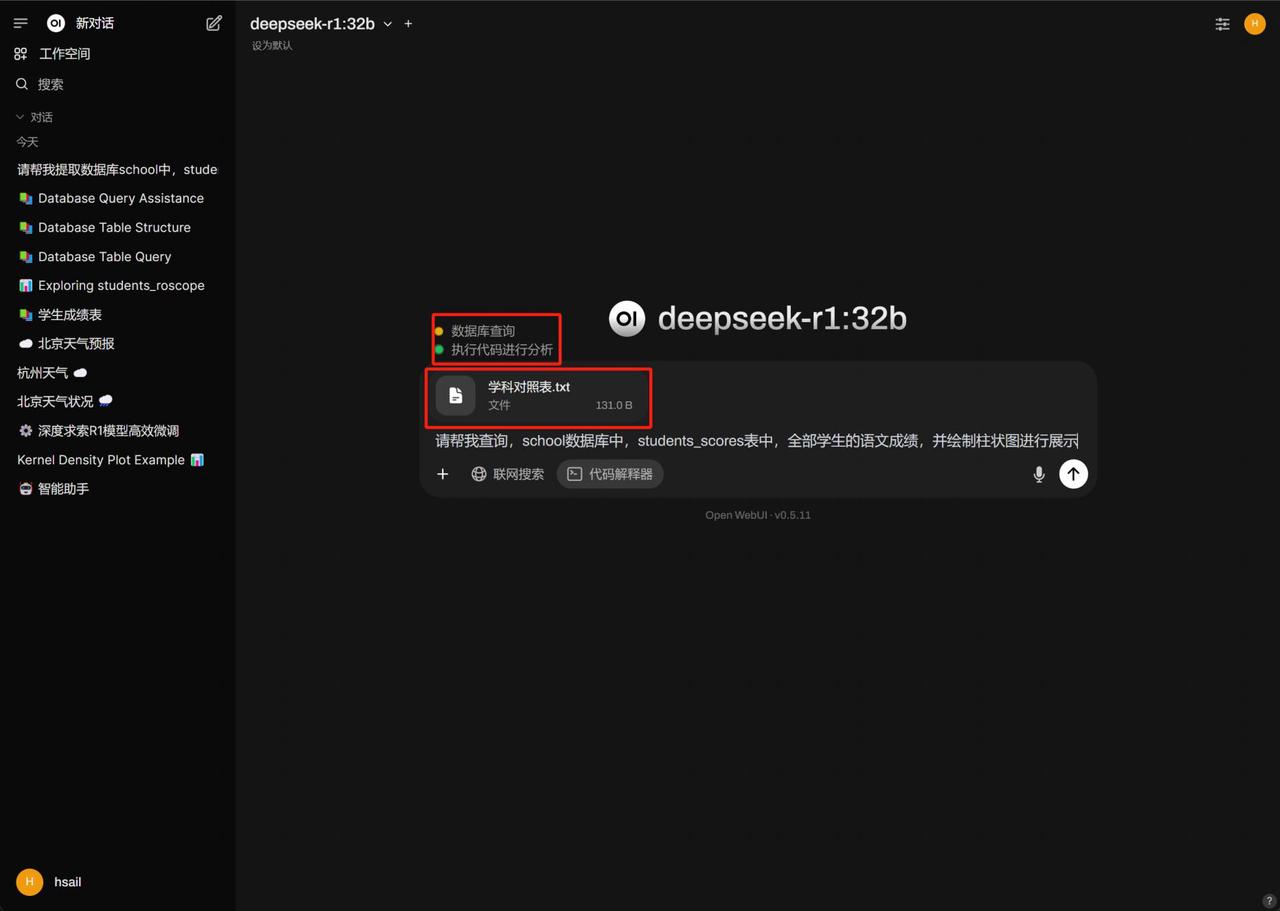 OI 新对话
工作空间
搜索
对话
今天
请帮我提取数据库school中，stude
Database Query Assistance
Database Table Structure
Database Table Query
Exploring students_roscope
学生成绩表
北京天气预报
杭州天气
北京天气状况
深度求索R1模型高效微调
Kernel Density Plot Example
智能助手
H hsail
deepseek-r1:32b
设为默认
H
OI deepseek-r1:32b
数据库查询
执行代码进行分析
学科对照表.txt
文件 131.0 B
请帮我查询，school数据库中，students_scores表中，全部学生的语文成绩，并绘制柱状图进行展示
联网搜索 代码解释器
Open WebUI · v0.5.11
?